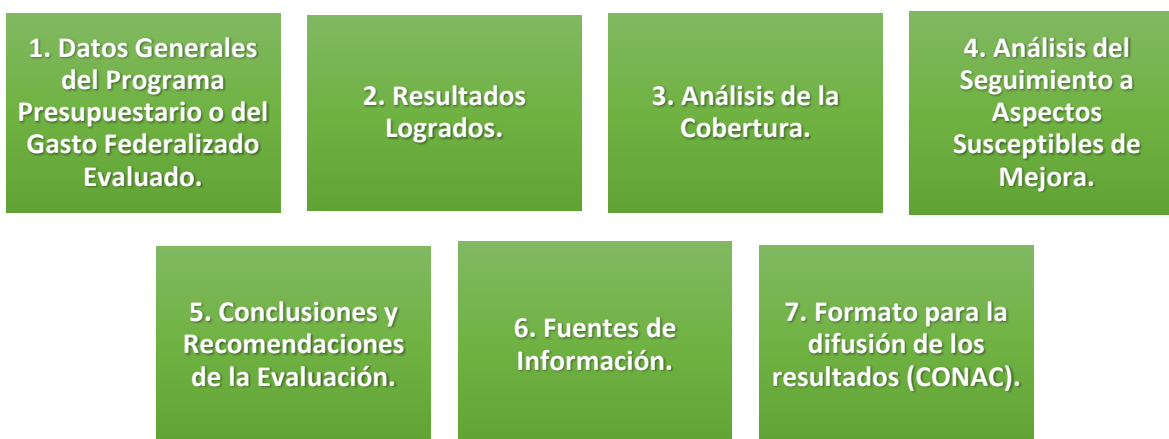 1. Datos Generales
del Programa
Presupuestario o del
Gasto Federalizado
Evaluado.
2. Resultados
Logrados.
3. Análisis de la
Cobertura.
4. Análisis del
Seguimiento a
Aspectos
Susceptibles de
Mejora.
5. Conclusiones y
Recomendaciones
de la Evaluación.
6. Fuentes de
Información.
7. Formato para la
difusión de los
resultados (CONAC).